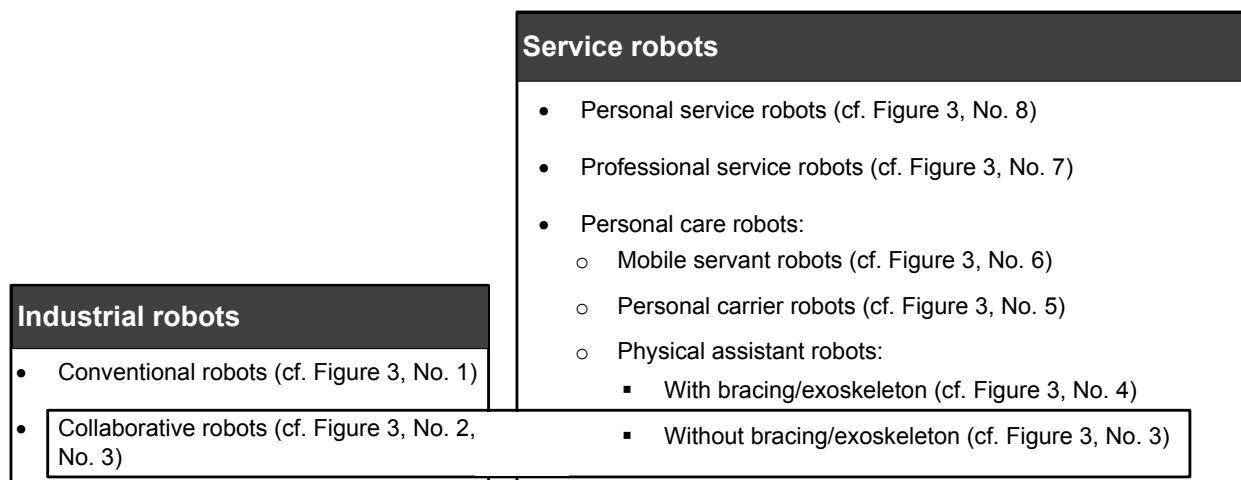 Service robots
• Personal service robots (cf. Figure 3, No. 8)
• Professional service robots (cf. Figure 3, No. 7)
• Personal care robots:
o Mobile servant robots (cf. Figure 3, No. 6)
o Personal carrier robots (cf. Figure 3, No. 5)
o Physical assistant robots:
▪ With bracing/exoskeleton (cf. Figure 3, No. 4)
▪ Without bracing/exoskeleton (cf. Figure 3, No. 3)
Industrial robots
• Conventional robots (cf. Figure 3, No. 1)
• Collaborative robots (cf. Figure 3, No. 2,
No. 3)